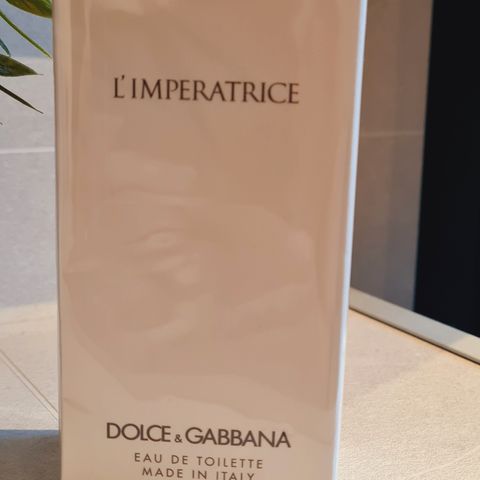 L'IMPERATRICE
DOLCE & GABBANA
EAU DE TOILETTE
MADE IN ITALY